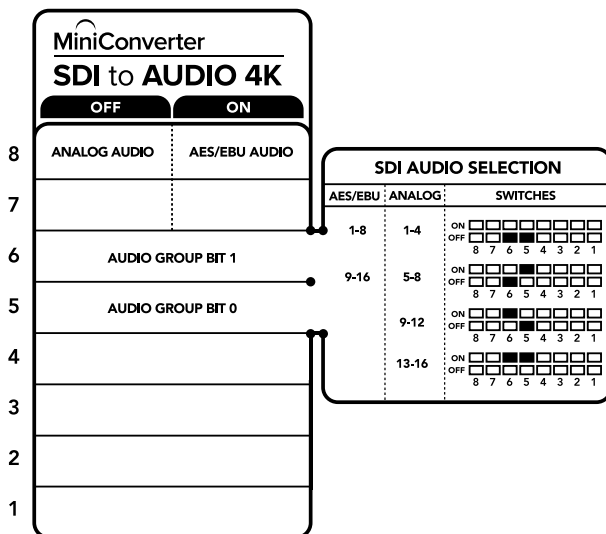 MiniConverter
SDI to AUDIO 4K
OFF ON
8 ANALOG AUDIO AES/EBU AUDIO
7
6 AUDIO GROUP BIT 1
5 AUDIO GROUP BIT 0
4
3
2
1
SDI AUDIO SELECTION
AES/EBU ANALOG SWITCHES
1-8 1-4 ON
OFF
8 7 6 5 4 3 2 1
9-16 5-8 ON
OFF
8 7 6 5 4 3 2 1
9-12 ON
OFF
8 7 6 5 4 3 2 1
13-16 ON
OFF
8 7 6 5 4 3 2 1